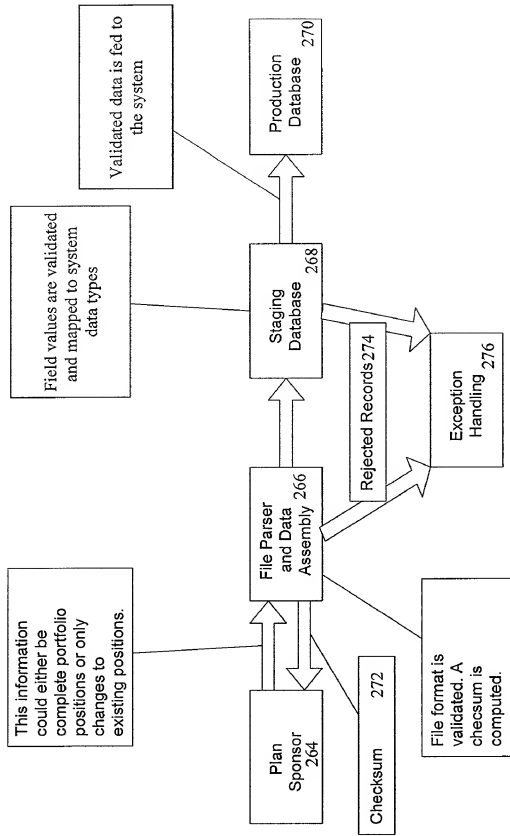 This information
could either be
complete portfolio
positions or only
changes to
existing positions.
Field values are validated
and mapped to system
data types
Validated data is fed to
the system
Plan
Sponsor
264
File Parser
and Data
Assembly 266
Staging
Database
268
Production
Database
270
Checksum 272
Rejected Records274
File format is
validated. A
checsum is
computed.
Exception
Handling
276